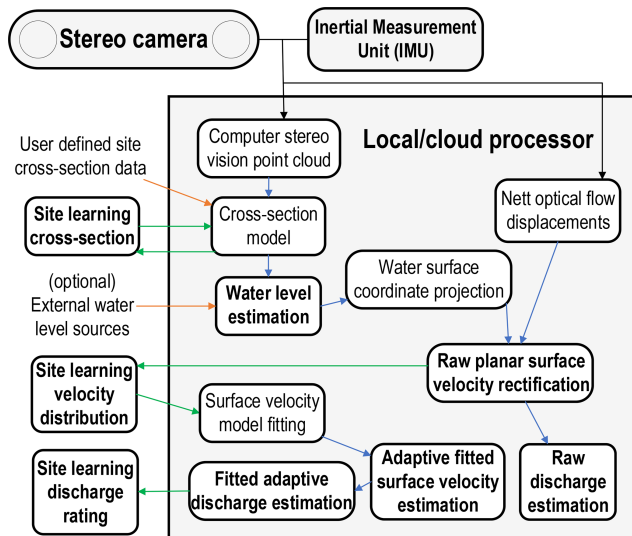 Stereo camera
Inertial Measurement
Unit (IMU)
Local/cloud processor
Computer stereo
vision point cloud
User defined site
cross-section data
Site learning
cross-section
Cross-section
model
Nett optical flow
displacements
(optional)
External water
level sources
Water level
estimation
Water surface
coordinate projection
Site learning
velocity
distribution
Raw planar surface
velocity rectification
Surface velocity
model fitting
Site learning
discharge
rating
Fitted adaptive
discharge estimation
Adaptive fitted
surface velocity
estimation
Raw
discharge
estimation